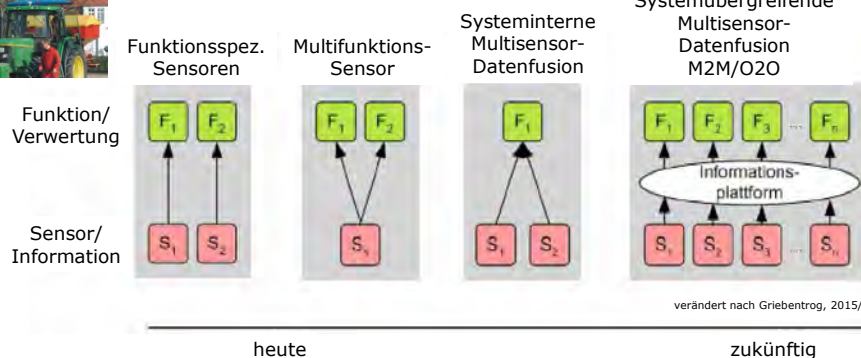 Systemübergreifende
Multisensor-
Datenfusion
M2M/O2O
Systeminterne
Multisensor-
Datenfusion
Multifunktions-
Sensor
Funktionsspez.
Sensoren
Funktion/
Verwertung
F1 F2
F1 F2
F1
F1 F2 F3 ... Fn
Informations-
plattform
Sensor/
Information
S1 S2
S1 S2
S1 S2 S3 ... Sn
verändert nach Griebentrog, 2015/
heute
zukünftig